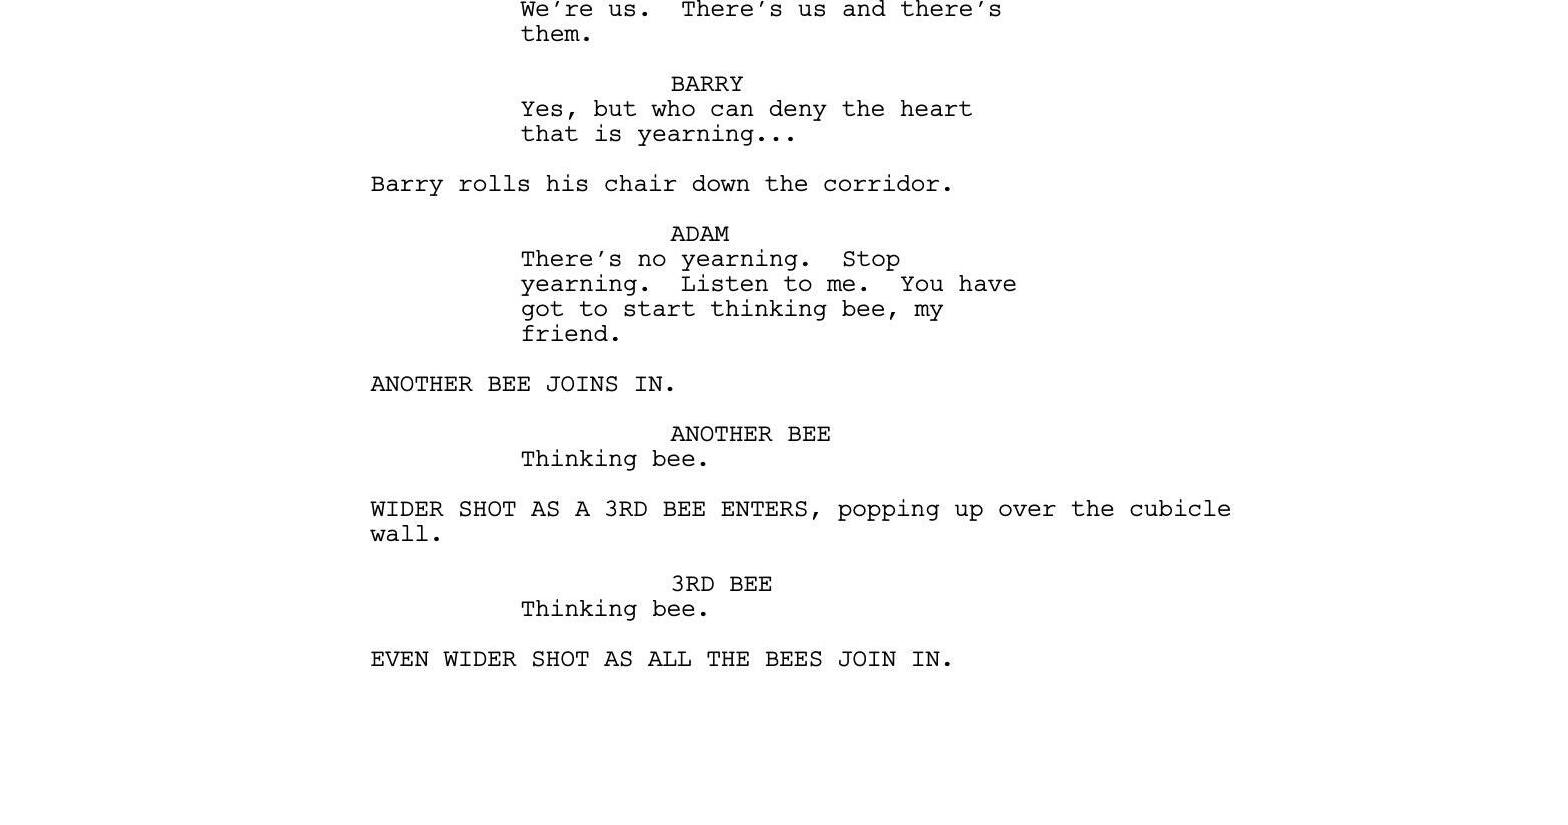 We're us.  There's us and there's
them.
BARRY
Yes, but who can deny the heart
that is yearning...
Barry rolls his chair down the corridor.
ADAM
There's no yearning.  Stop
yearning.  Listen to me.  You have
got to start thinking bee, my
friend.
ANOTHER BEE JOINS IN.
ANOTHER BEE
Thinking bee.
WIDER SHOT AS A 3RD BEE ENTERS, popping up over the cubicle
wall.
3RD BEE
Thinking bee.
EVEN WIDER SHOT AS ALL THE BEES JOIN IN.